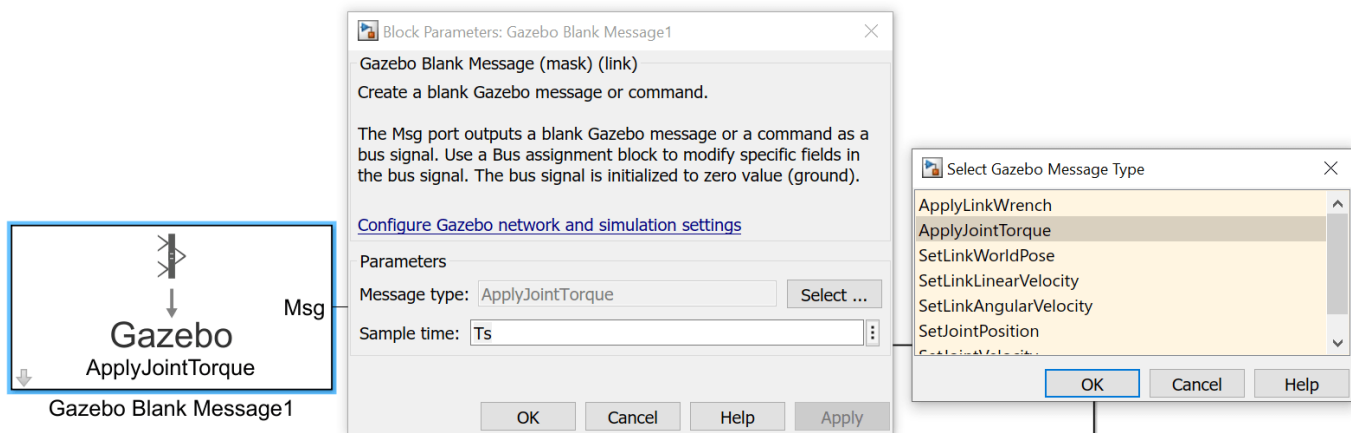 Block Parameters: Gazebo Blank Message1
Gazebo Blank Message (mask) (link)
Create a blank Gazebo message or command.
The Msg port outputs a blank Gazebo message or a command as a
bus signal. Use a Bus assignment block to modify specific fields in
the bus signal. The bus signal is initialized to zero value (ground).
Configure Gazebo network and simulation settings
Parameters
Message type: ApplyJointTorque Select ...
Sample time: Ts
OK Cancel Help Apply
Msg
Gazebo
ApplyJointTorque
Gazebo Blank Message1
Select Gazebo Message Type
ApplyLinkWrench
ApplyJointTorque
SetLinkWorldPose
SetLinkLinearVelocity
SetLinkAngularVelocity
SetJointPosition
SetJointVelocity
OK Cancel Help